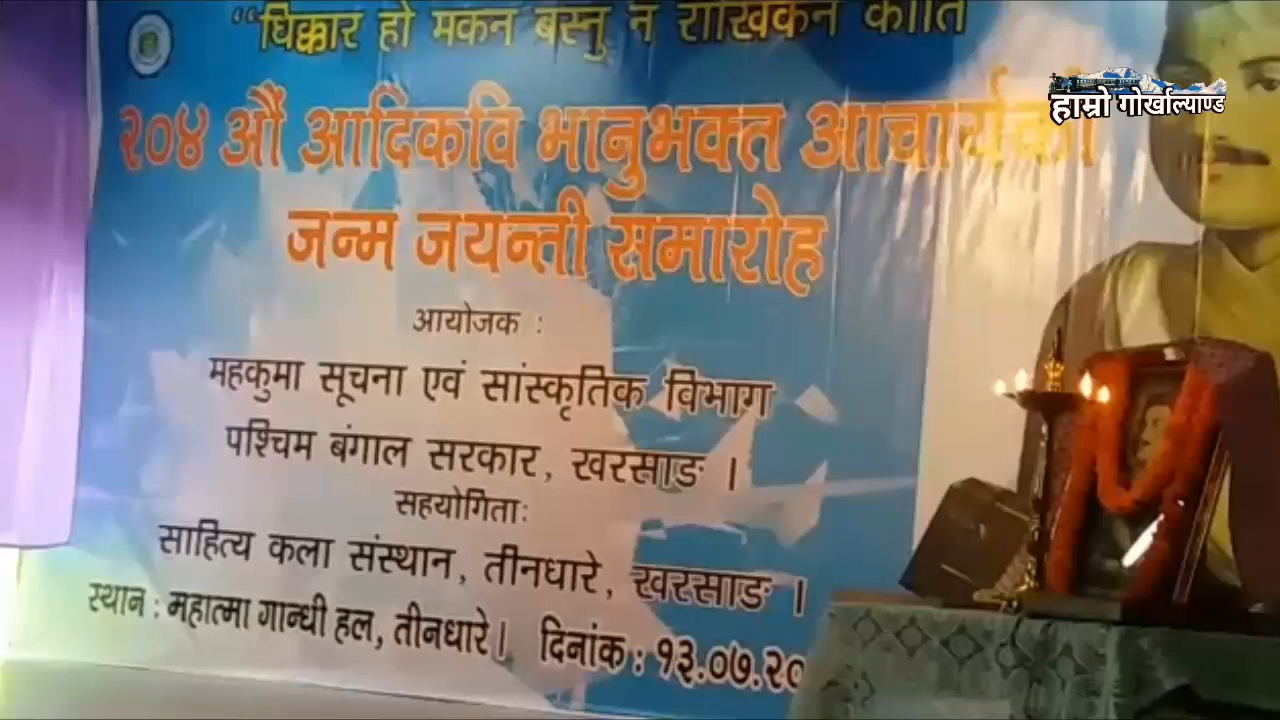 “धिक्कार हो मकन बस्नु न राखिकन कीर्ति
हाम्रो गोर्खाल्याण्ड
२०४ औं आदिकवि भानुभक्त आचार्यको
जन्म जयन्ती समारोह
आयोजक :
महकुमा सूचना एवं सांस्कृतिक विभाग
पश्चिम बंगाल सरकार, खरसाङ ।
सहयोगिताः
साहित्य कला संस्थान, तीनधारे, खरसाङ ।
स्थान : महात्मा गान्धी हल, तीनधारे । दिनांक : १३.०७.२०